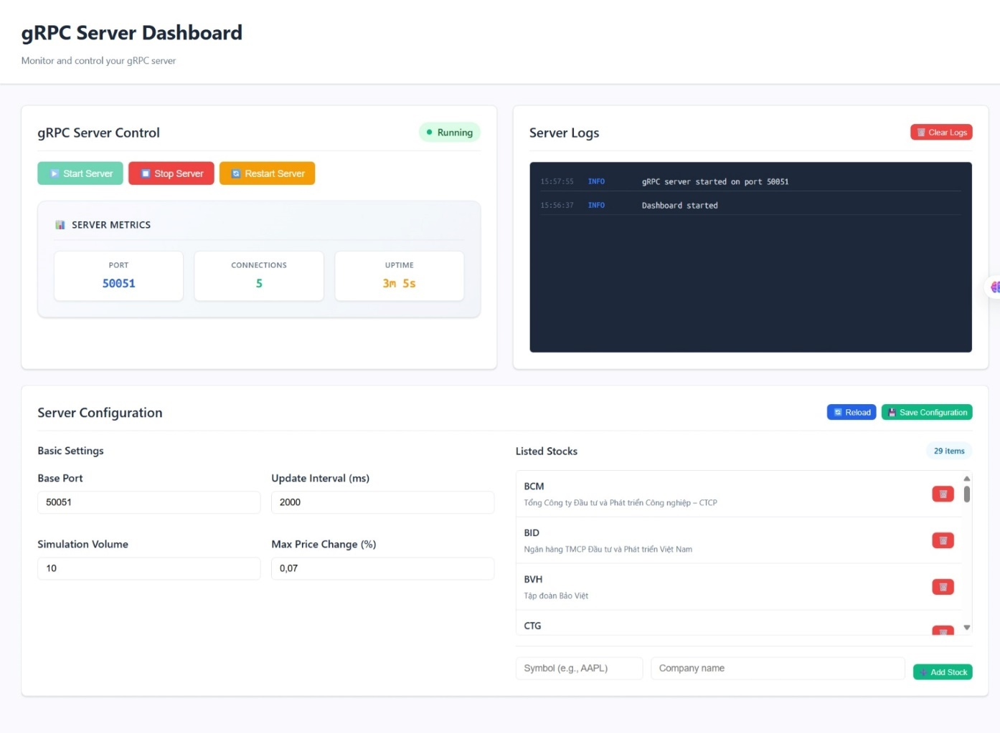 gRPC Server Dashboard
Monitor and control your gRPC server
gRPC Server Control
Running
Start Server
Stop Server
Restart Server
SERVER METRICS
PORT
50051
CONNECTIONS
5
UPTIME
3m 5s
Server Logs
Clear Logs
15:57:55 INFO gRPC server started on port 50051
15:56:37 INFO Dashboard started
Server Configuration
Reload
Save Configuration
Basic Settings
Base Port
50051
Update Interval (ms)
2000
Simulation Volume
10
Max Price Change (%)
0,07
Listed Stocks
29 items
BCM
Tổng Công ty Đầu tư và Phát triển Công nghiệp – CTCP
BID
Ngân hàng TMCP Đầu tư và Phát triển Việt Nam
BVH
Tập đoàn Bảo Việt
CTG
Symbol (e.g., AAPL)
Company name
Add Stock